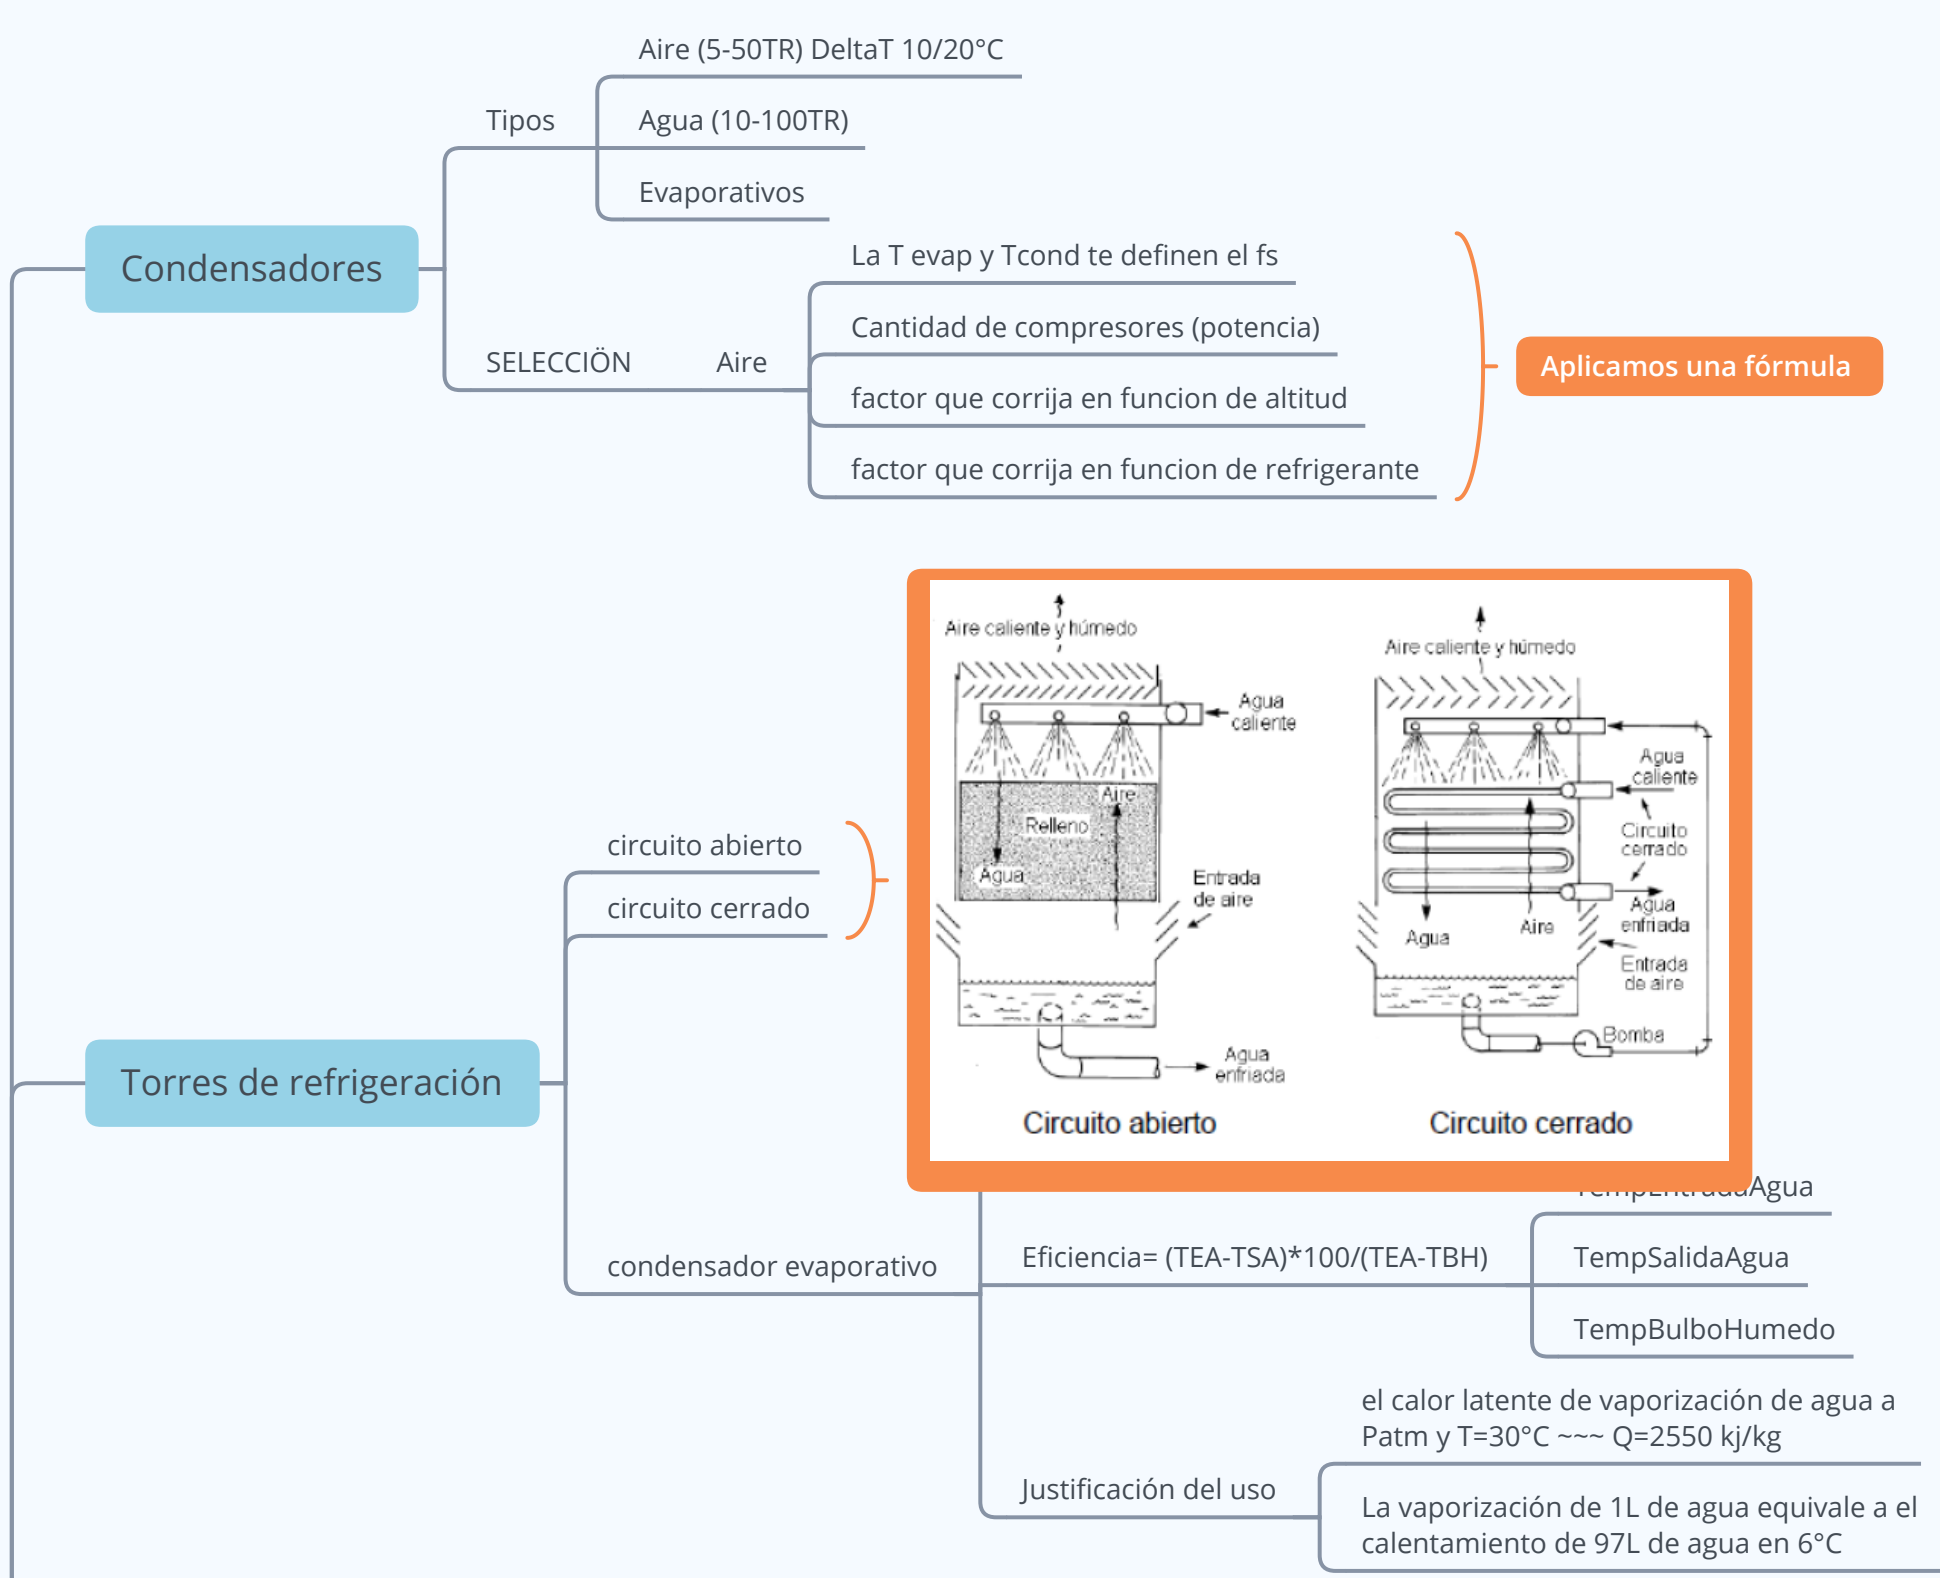 Aire (5-50TR) DeltaT 10/20°C
Tipos
Agua (10-100TR)
Evaporativos
Condensadores
La T evap y Tcond te definen el fs
Cantidad de compresores (potencia)
SELECCIÖN
Aire
Aplicamos una fórmula
factor que corrija en funcion de altitud
factor que corrija en funcion de refrigerante
Aire caliente y húmedo
Agua
caliente
Aire
Relleno
Agua
Entrada
de aire
Agua
enfriada
Circuito abierto
Aire caliente y húmedo
Agua
caliente
Circuito
cerrado
Agua
enfriada
Agua
Aire
Entrada
de aire
Bomba
Circuito cerrado
circuito abierto
circuito cerrado
Torres de refrigeración
TempEntradaAgua
condensador evaporativo
Eficiencia= (TEA-TSA)*100/(TEA-TBH)
TempSalidaAgua
TempBulboHumedo
Justificación del uso
el calor latente de vaporización de agua a
Patm y T=30°C ~~~ Q=2550 kj/kg
La vaporización de 1L de agua equivale a el
calentamiento de 97L de agua en 6°C